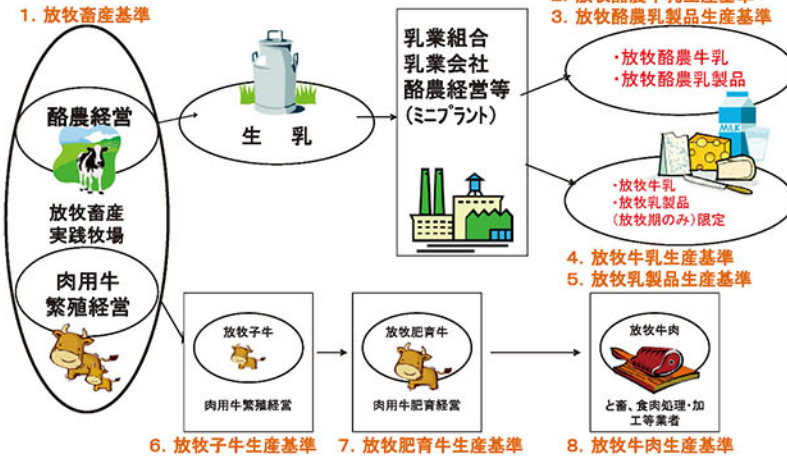 1. 放牧畜産基準
3. 放牧酪農乳製品生産基準
酪農経営
放牧畜産
実践牧場
肉用牛
繁殖経営
生 乳
乳業組合
乳業会社
酪農経営等
(ミニプラント)
・放牧酪農牛乳
・放牧酪農乳製品
MILK
・放牧牛乳
・放牧乳製品
(放牧期のみ)限定
4. 放牧牛乳生産基準
5. 放牧乳製品生産基準
放牧子牛
肉用牛繁殖経営
6. 放牧子牛生産基準
放牧肥育牛
肉用牛肥育経営
7. 放牧肥育牛生産基準
放牧牛肉
と畜、食肉処理・加
工等業者
8. 放牧牛肉生産基準